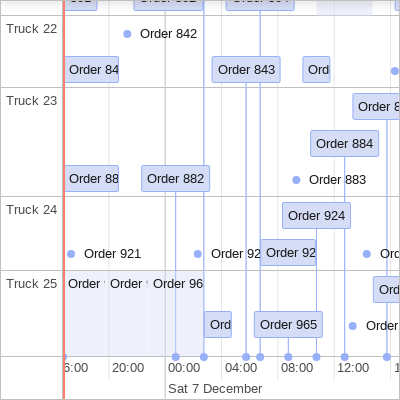 Truck 22
Order 842
Order 84
Order 843
Ord
Truck 23
Order 8
Order 884
Order 88
Order 882
Order 883
Truck 24
Order 924
Order 921
Order 92
Order 92
Ord
Truck 25
Order
Order
Order 96
Ord
Ord
Order 965
Order
6:00
20:00
00:00
04:00
08:00
12:00
Sat 7 December